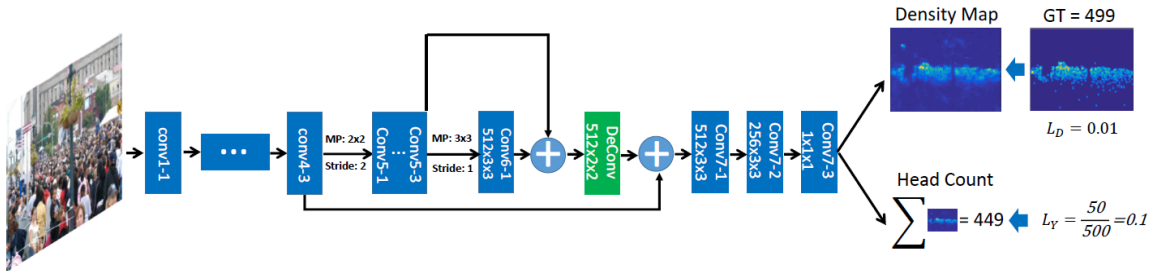 conv1-1
...
conv4-3
MP: 2x2
Stride: 2
Conv5-1
...
Conv5-3
MP: 3x3
Stride: 1
Conv6-1
512x3x3
+
DeConv
512x2x2
+
Conv7-1
512x3x3
Conv7-2
256x3x3
Conv7-3
1x1x1
Density Map
GT = 499
L_D = 0.01
Head Count
∑ = 449
L_Y = 50/500 =0.1